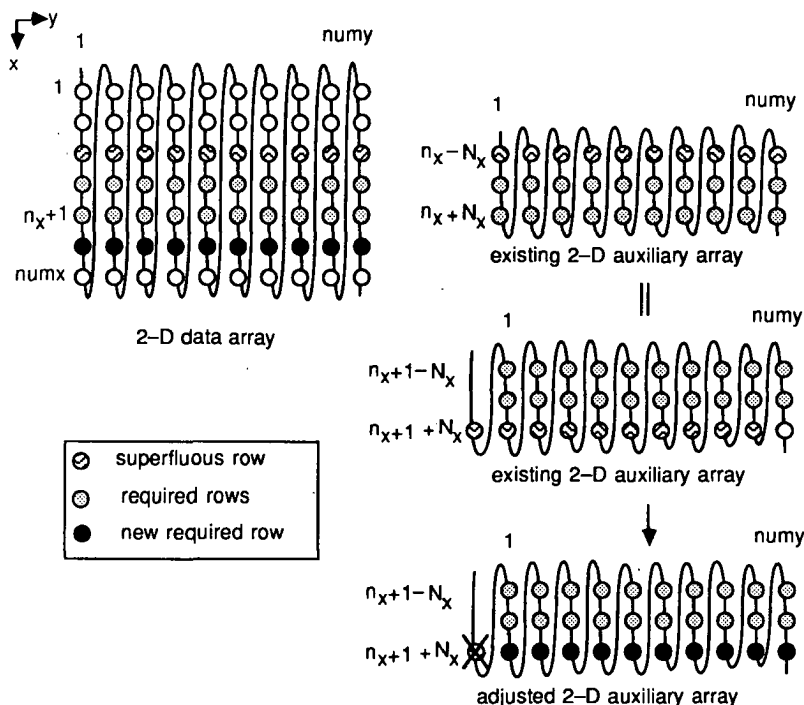 y
x
1
numy
1
n_x+1
numx
2–D data array
1
numy
n_x–N_x
n_x+N_x
existing 2–D auxiliary array
1
numy
n_x+1–N_x
n_x+1 +N_x
existing 2–D auxiliary array
superfluous row
required rows
new required row
1
numy
n_x+1–N_x
n_x+1 +N_x
adjusted 2–D auxiliary array